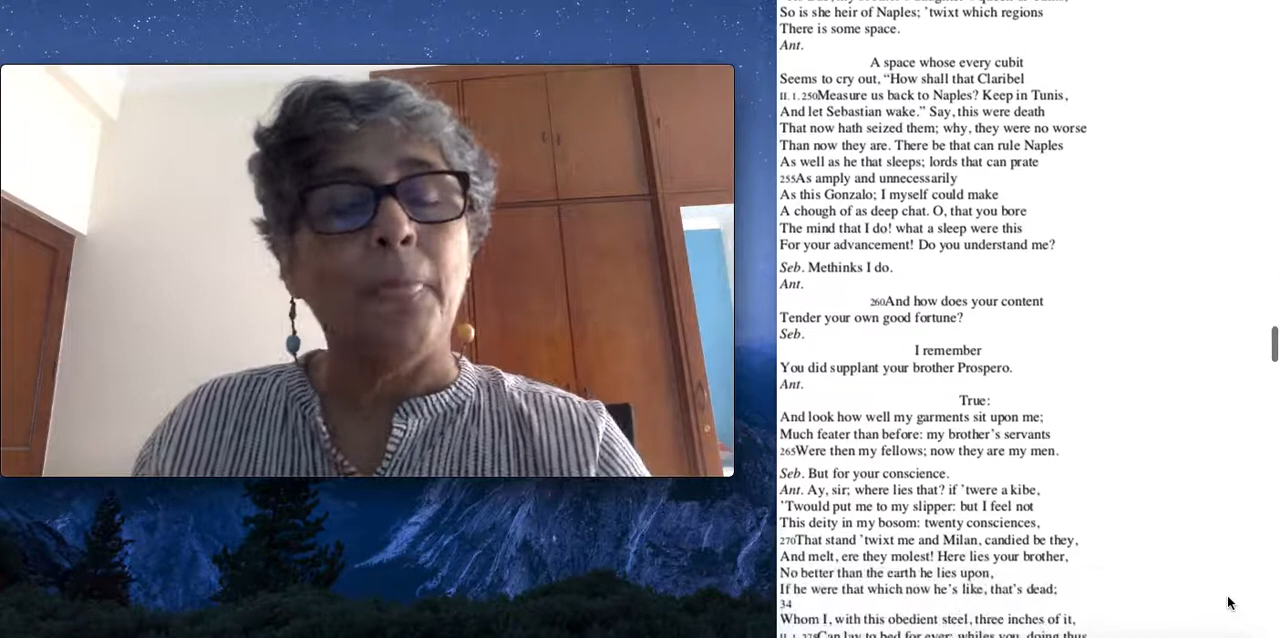 So is she heir of Naples; ’twixt which regions
There is some space.
Ant.
A space whose every cubit
Seems to cry out, “How shall that Claribel
II. 1. 250Measure us back to Naples? Keep in Tunis,
And let Sebastian wake.” Say, this were death
That now hath seized them; why, they were no worse
Than now they are. There be that can rule Naples
As well as he that sleeps; lords that can prate
255As amply and unnecessarily
As this Gonzalo; I myself could make
A chough of as deep chat. O, that you bore
The mind that I do! what a sleep were this
For your advancement! Do you understand me?
Seb. Methinks I do.
Ant.
260And how does your content
Tender your own good fortune?
Seb.
I remember
You did supplant your brother Prospero.
Ant.
True:
And look how well my garments sit upon me;
Much feater than before: my brother’s servants
265Were then my fellows; now they are my men.
Seb. But for your conscience.
Ant. Ay, sir; where lies that? if ’twere a kibe,
’Twould put me to my slipper: but I feel not
This deity in my bosom: twenty consciences,
270That stand ’twixt me and Milan, candied be they,
And melt, ere they molest! Here lies your brother,
No better than the earth he lies upon,
If he were that which now he’s like, that’s dead;
34
Whom I, with this obedient steel, three inches of it,
Can lay to bed for ever; whiles you, doing thus